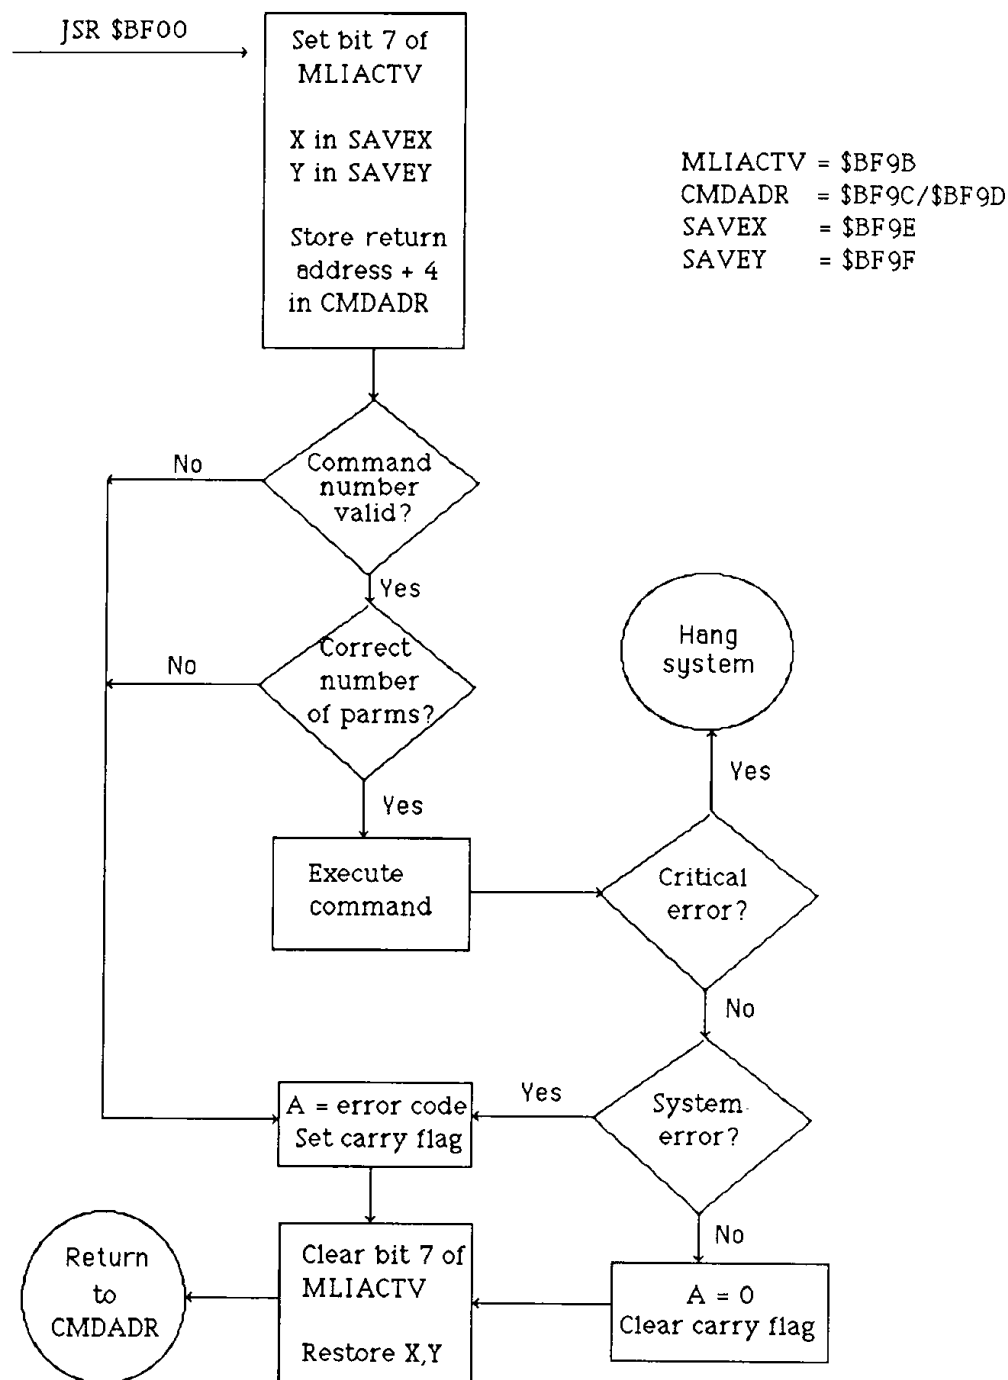 JSR $BF00
Set bit 7 of
MLIACTV
X in SAVEX
Y in SAVEY
Store return
address + 4
in CMDADR
MLIACTV = $BF9B
CMDADR = $BF9C/$BF9D
SAVEX = $BF9E
SAVEY = $BF9F
Command
number
valid?
No
Yes
Correct
number
of parms?
No
Yes
Execute
command
Hang
system
Yes
Critical
error?
No
System
error?
Yes
A = error code
Set carry flag
No
A = 0
Clear carry flag
Clear bit 7 of
MLIACTV
Restore X,Y
Return
to
CMDADR